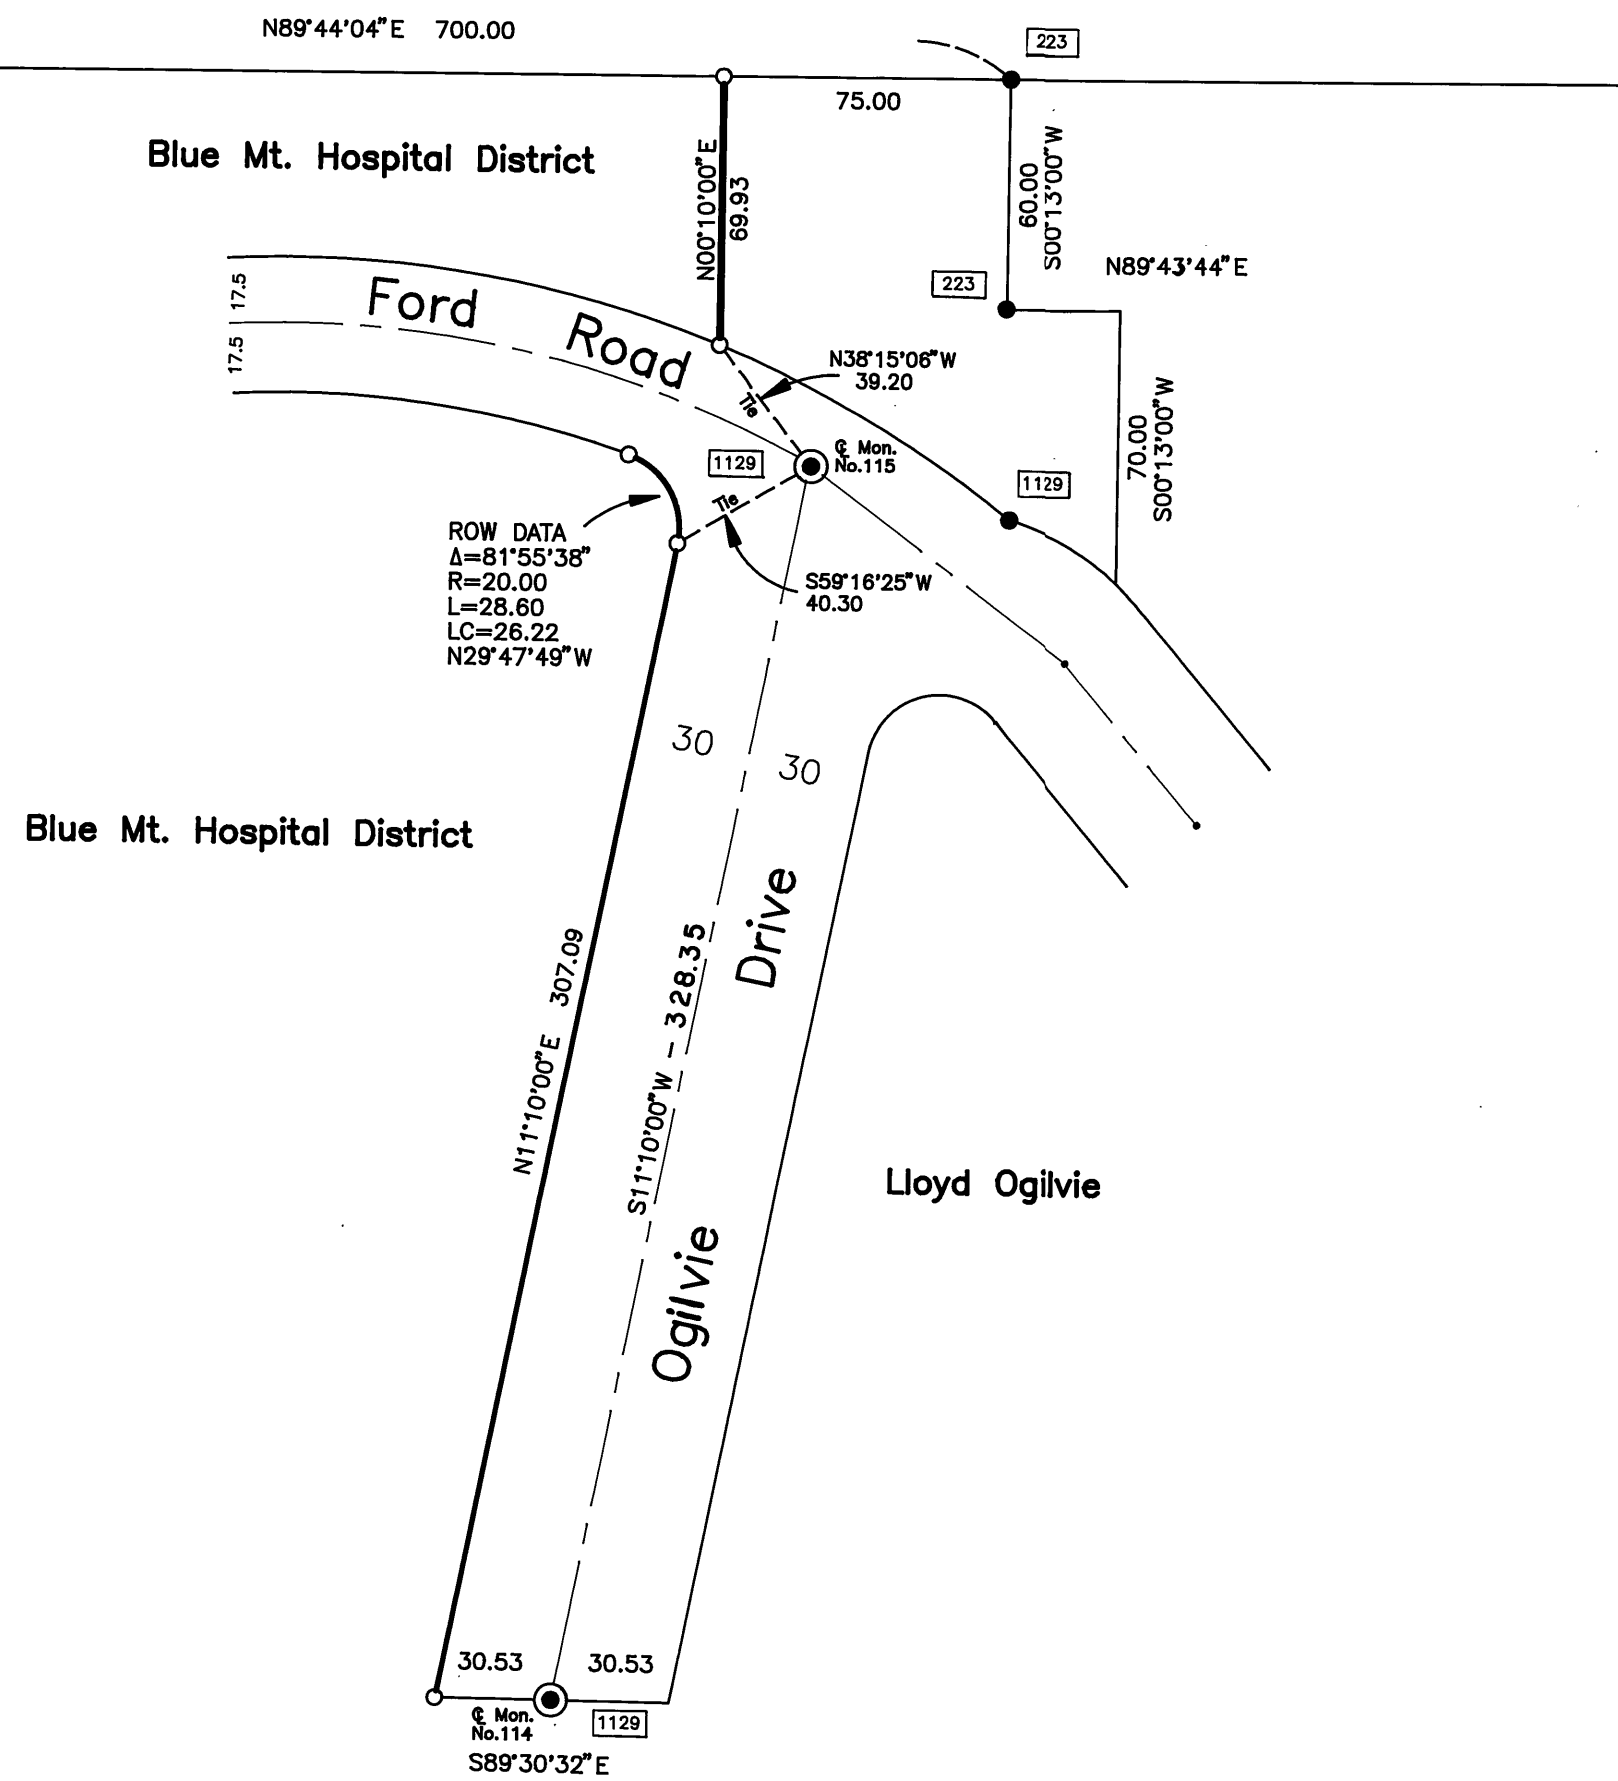 N89°44'04"E 700.00
223
75.00
Blue Mt. Hospital District
N00°10'00"E
69.93
60.00
S00°13'00"W
223
N89°43'44"E
17.5
17.5
Ford Road
N38°15'06"W
39.20
Tie
70.00
S00°13'00"W
1129
℄ Mon.
No.115
1129
Tie
ROW DATA
Δ=81°55'38"
R=20.00
L=28.60
LC=26.22
N29°47'49"W
S59°16'25"W
40.30
30
30
Blue Mt. Hospital District
N11°10'00"E 307.09
S11°10'00"W - 328.35
Ogilvie Drive
Lloyd Ogilvie
30.53
30.53
℄ Mon.
No.114
1129
S89°30'32"E